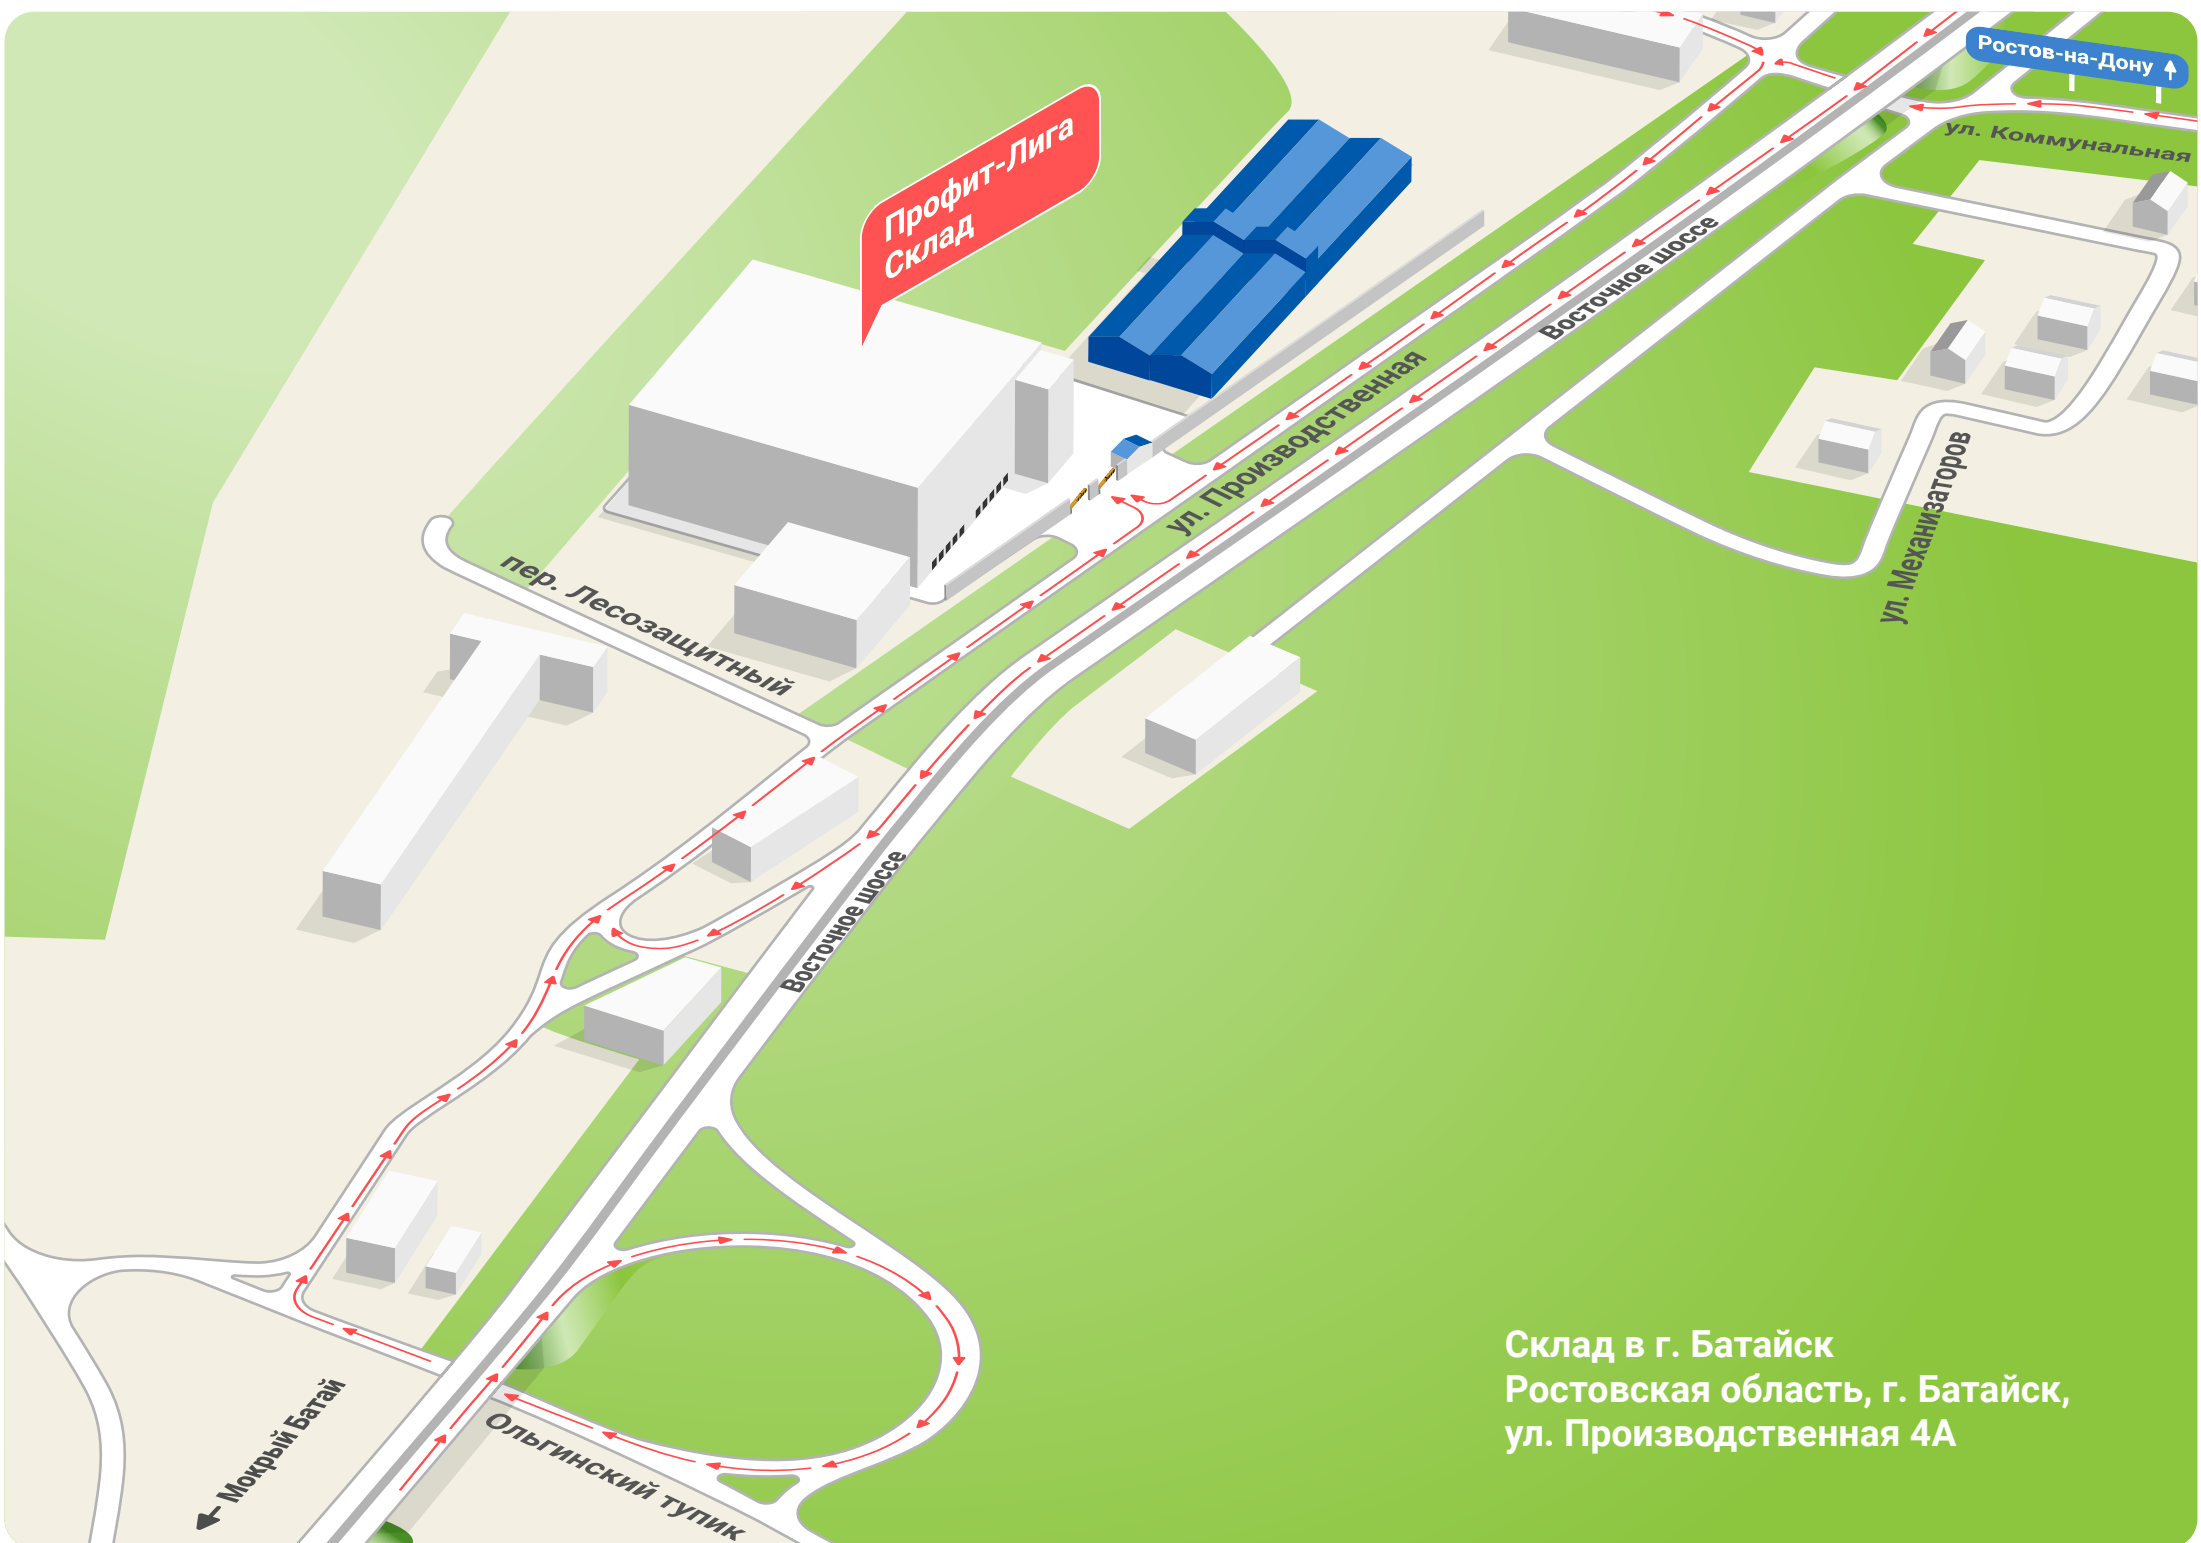 Ростов-на-Дону
ул. Коммунальная
Профит-Лига
Склад
Восточное шоссе
ул. Производственная
ул. Механизаторов
пер. Лесозащитный
Восточное шоссе
Мокрый Батай
Ольгинский тупик
Склад в г. Батайск
Ростовская область, г. Батайск,
ул. Производственная 4А